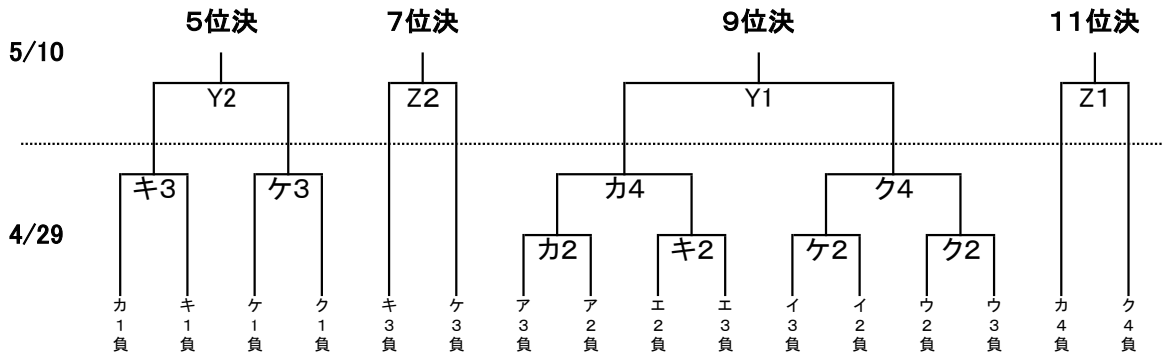 5位決 7位決 9位決 11位決
5/10
Y2 Z2 Y1 Z1
キ3 ケ3 カ4 ク4
4/29
カ2 キ2 ケ2 ク2
カ1負 キ1負 ケ1負 ク1負 キ3負 ケ3負 ア3負 ア2負 エ2負 エ3負 イ3負 イ2負 ウ2負 ウ3負 カ4負 ク4負